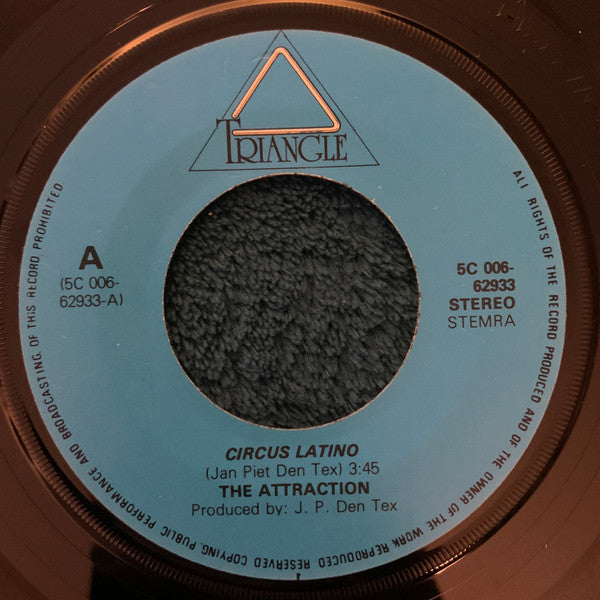 TRIANGLE
A
(5C 006-
62933-A)
5C 006-
62933
STEREO
STEMRA
CIRCUS LATINO
(Jan Piet Den Tex) 3:45
THE ATTRACTION
Produced by: J. P. Den Tex
ALL RIGHTS OF THE RECORD PRODUCED AND OF THE OWNER OF THE WORK REPRODUCED RESERVED COPYING, PUBLIC PERFORMANCE AND BROADCASTING OF THIS RECORD PROHIBITED